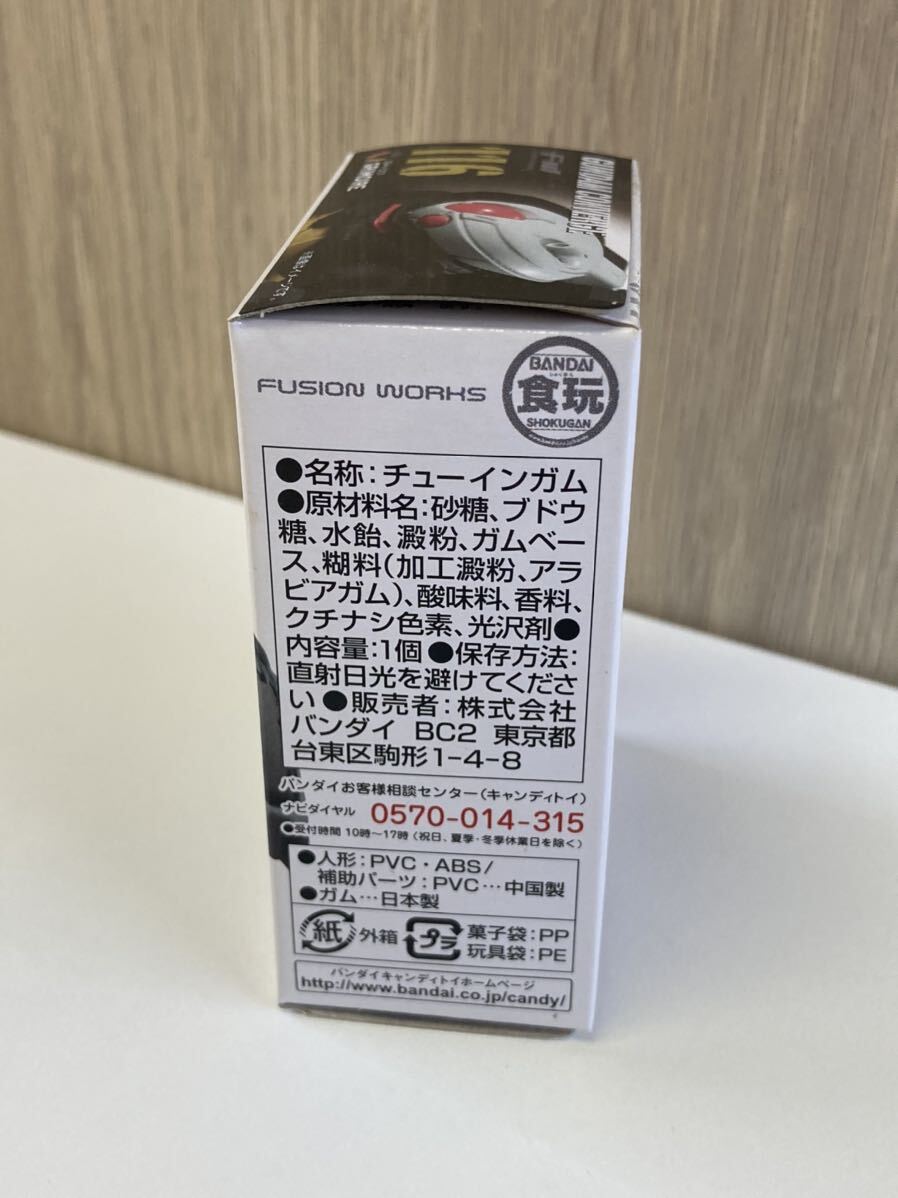 FUSION WORKS
BANDAI
食玩
SHOKUGAN
●名称：チューインガム
●原材料名：砂糖、ブドウ
糖、水飴、澱粉、ガムベー
ス、糊料（加工澱粉、アラ
ビアガム）、酸味料、香料、
クチナシ色素、光沢剤●
内容量：1個●保存方法：
直射日光を避けてくださ
い●販売者：株式会社
バンダイ BC2 東京都
台東区駒形1-4-8
バンダイお客様相談センター（キャンディトイ）
ナビダイヤル 0570-014-315
●受付時間 10時～17時（祝日、夏季・冬季休業日を除く）
●人形：PVC・ABS/
補助パーツ：PVC…中国製
●ガム…日本製
紙 外箱 プラ 菓子袋：PP
玩具袋：PE
バンダイキャンディトイホームページ
http://www.bandai.co.jp/candy/